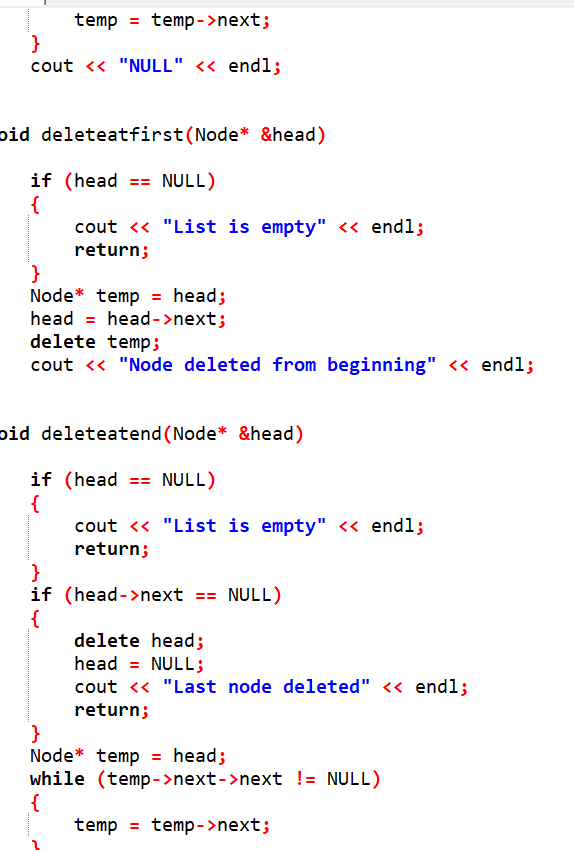 temp = temp->next;
}
cout << "NULL" << endl;
oid deleteatfirst(Node* &head)
if (head == NULL)
{
cout << "List is empty" << endl;
return;
}
Node* temp = head;
head = head->next;
delete temp;
cout << "Node deleted from beginning" << endl;
oid deleteatend(Node* &head)
if (head == NULL)
{
cout << "List is empty" << endl;
return;
}
if (head->next == NULL)
{
delete head;
head = NULL;
cout << "Last node deleted" << endl;
return;
}
Node* temp = head;
while (temp->next->next != NULL)
{
temp = temp->next;
}